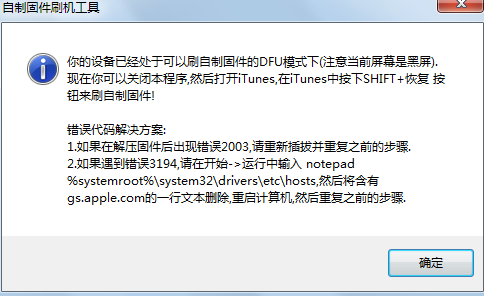 自制固件刷机工具
你的设备已经处于可以刷自制固件的DFU模式下(注意当前屏幕是黑屏).
现在你可以关闭本程序,然后打开iTunes,在iTunes中按下SHIFT+恢复 按
钮来刷自制固件!
错误代码解决方案:
1.如果在解压固件后出现错误2003,请重新插拔并重复之前的步骤.
2.如果遇到错误3194,请在开始->运行中输入 notepad
%systemroot%\system32\drivers\etc\hosts,然后将含有
gs.apple.com的一行文本删除,重启计算机,然后重复之前的步骤.
确定